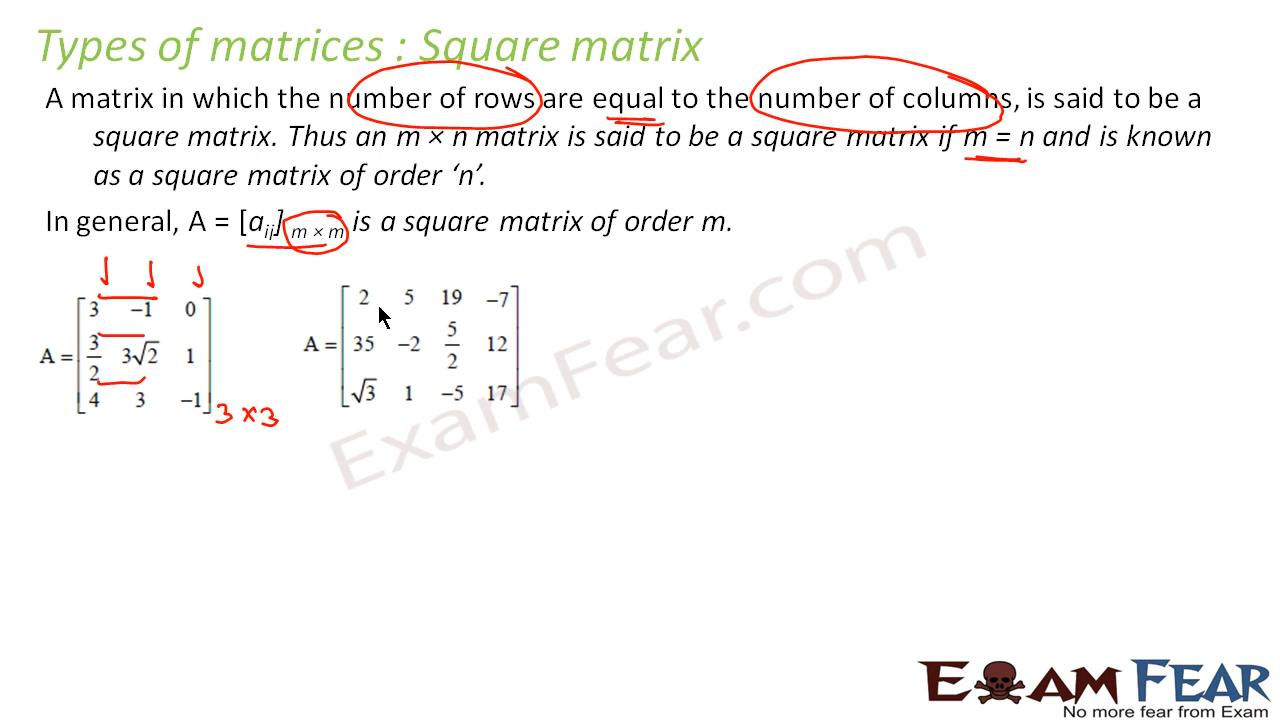 Types of matrices : Square matrix
A matrix in which the number of rows are equal to the number of columns, is said to be a
square matrix. Thus an m × n matrix is said to be a square matrix if m = n and is known
as a square matrix of order ‘n’.
In general, A = [aij] m × m is a square matrix of order m.
A = [3 −1 0
3/2 3√2 1
4 3 −1] 3 × 3
A = [2 5 19 −7
35 −2 5/2 12
√3 1 −5 17]
ExamFear.com
EXAM FEAR
No more fear from Exam